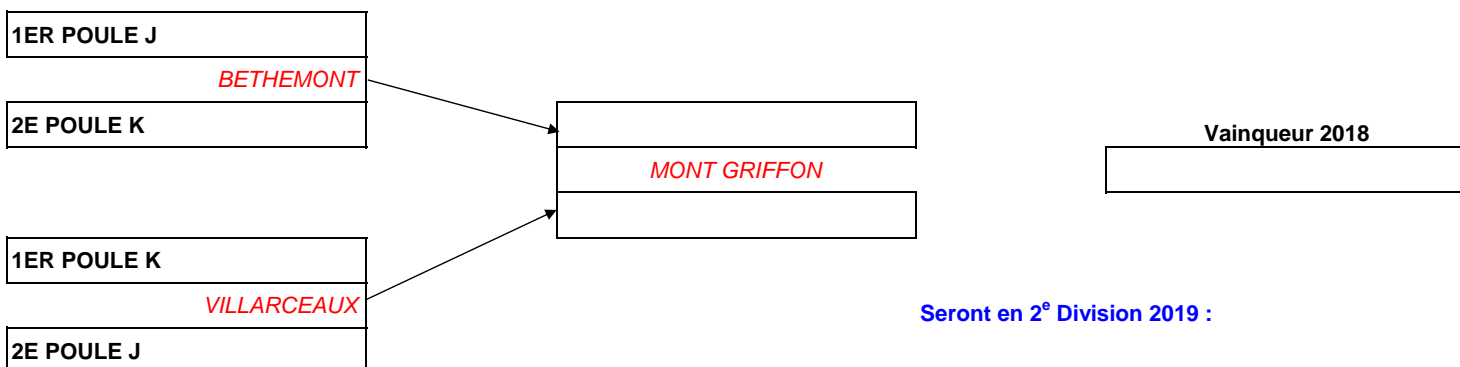 1ER POULE J
BETHEMONT
2E POULE K
Vainqueur 2018
MONT GRIFFON
1ER POULE K
VILLARCEAUX
Seront en 2e Division 2019 :
2E POULE J